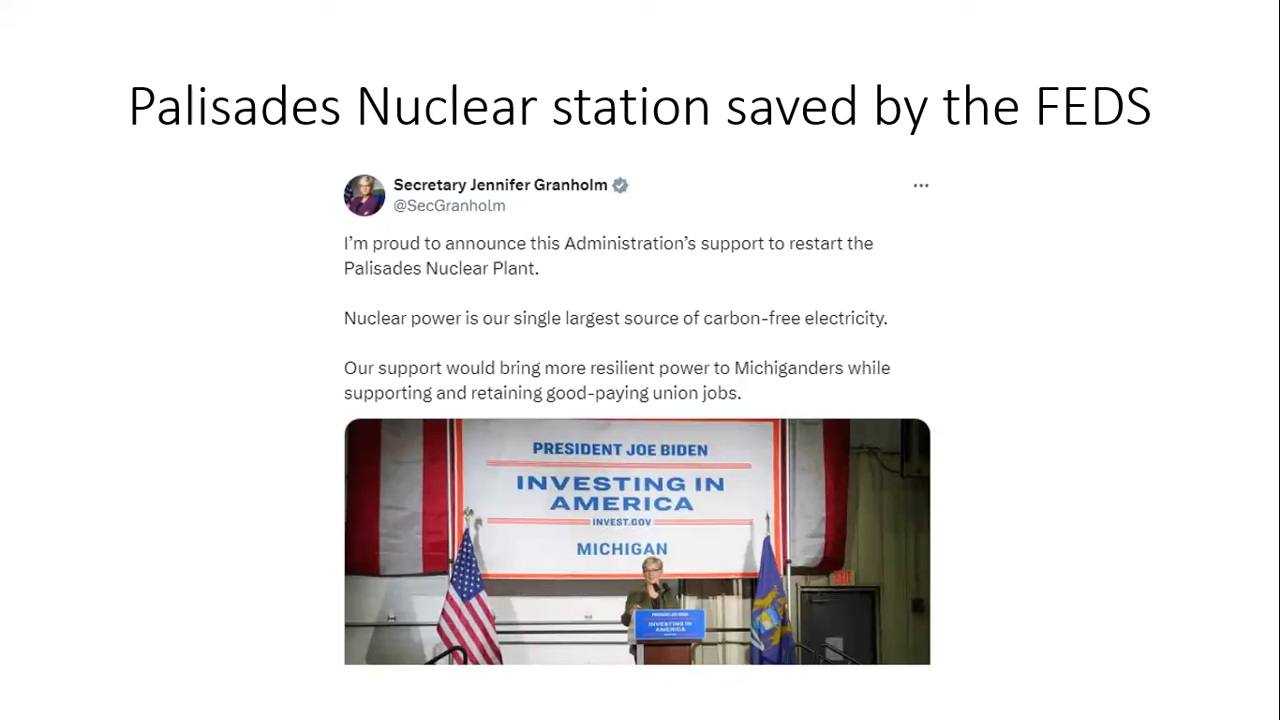 Palisades Nuclear station saved by the FEDS
Secretary Jennifer Granholm
@SecGranholm
I'm proud to announce this Administration's support to restart the
Palisades Nuclear Plant.
Nuclear power is our single largest source of carbon-free electricity.
Our support would bring more resilient power to Michiganders while
supporting and retaining good-paying union jobs.
PRESIDENT JOE BIDEN
INVESTING IN
AMERICA
INVEST.GOV
MICHIGAN
EXIT
PRESIDENT JOE BIDEN
INVESTING IN
AMERICA